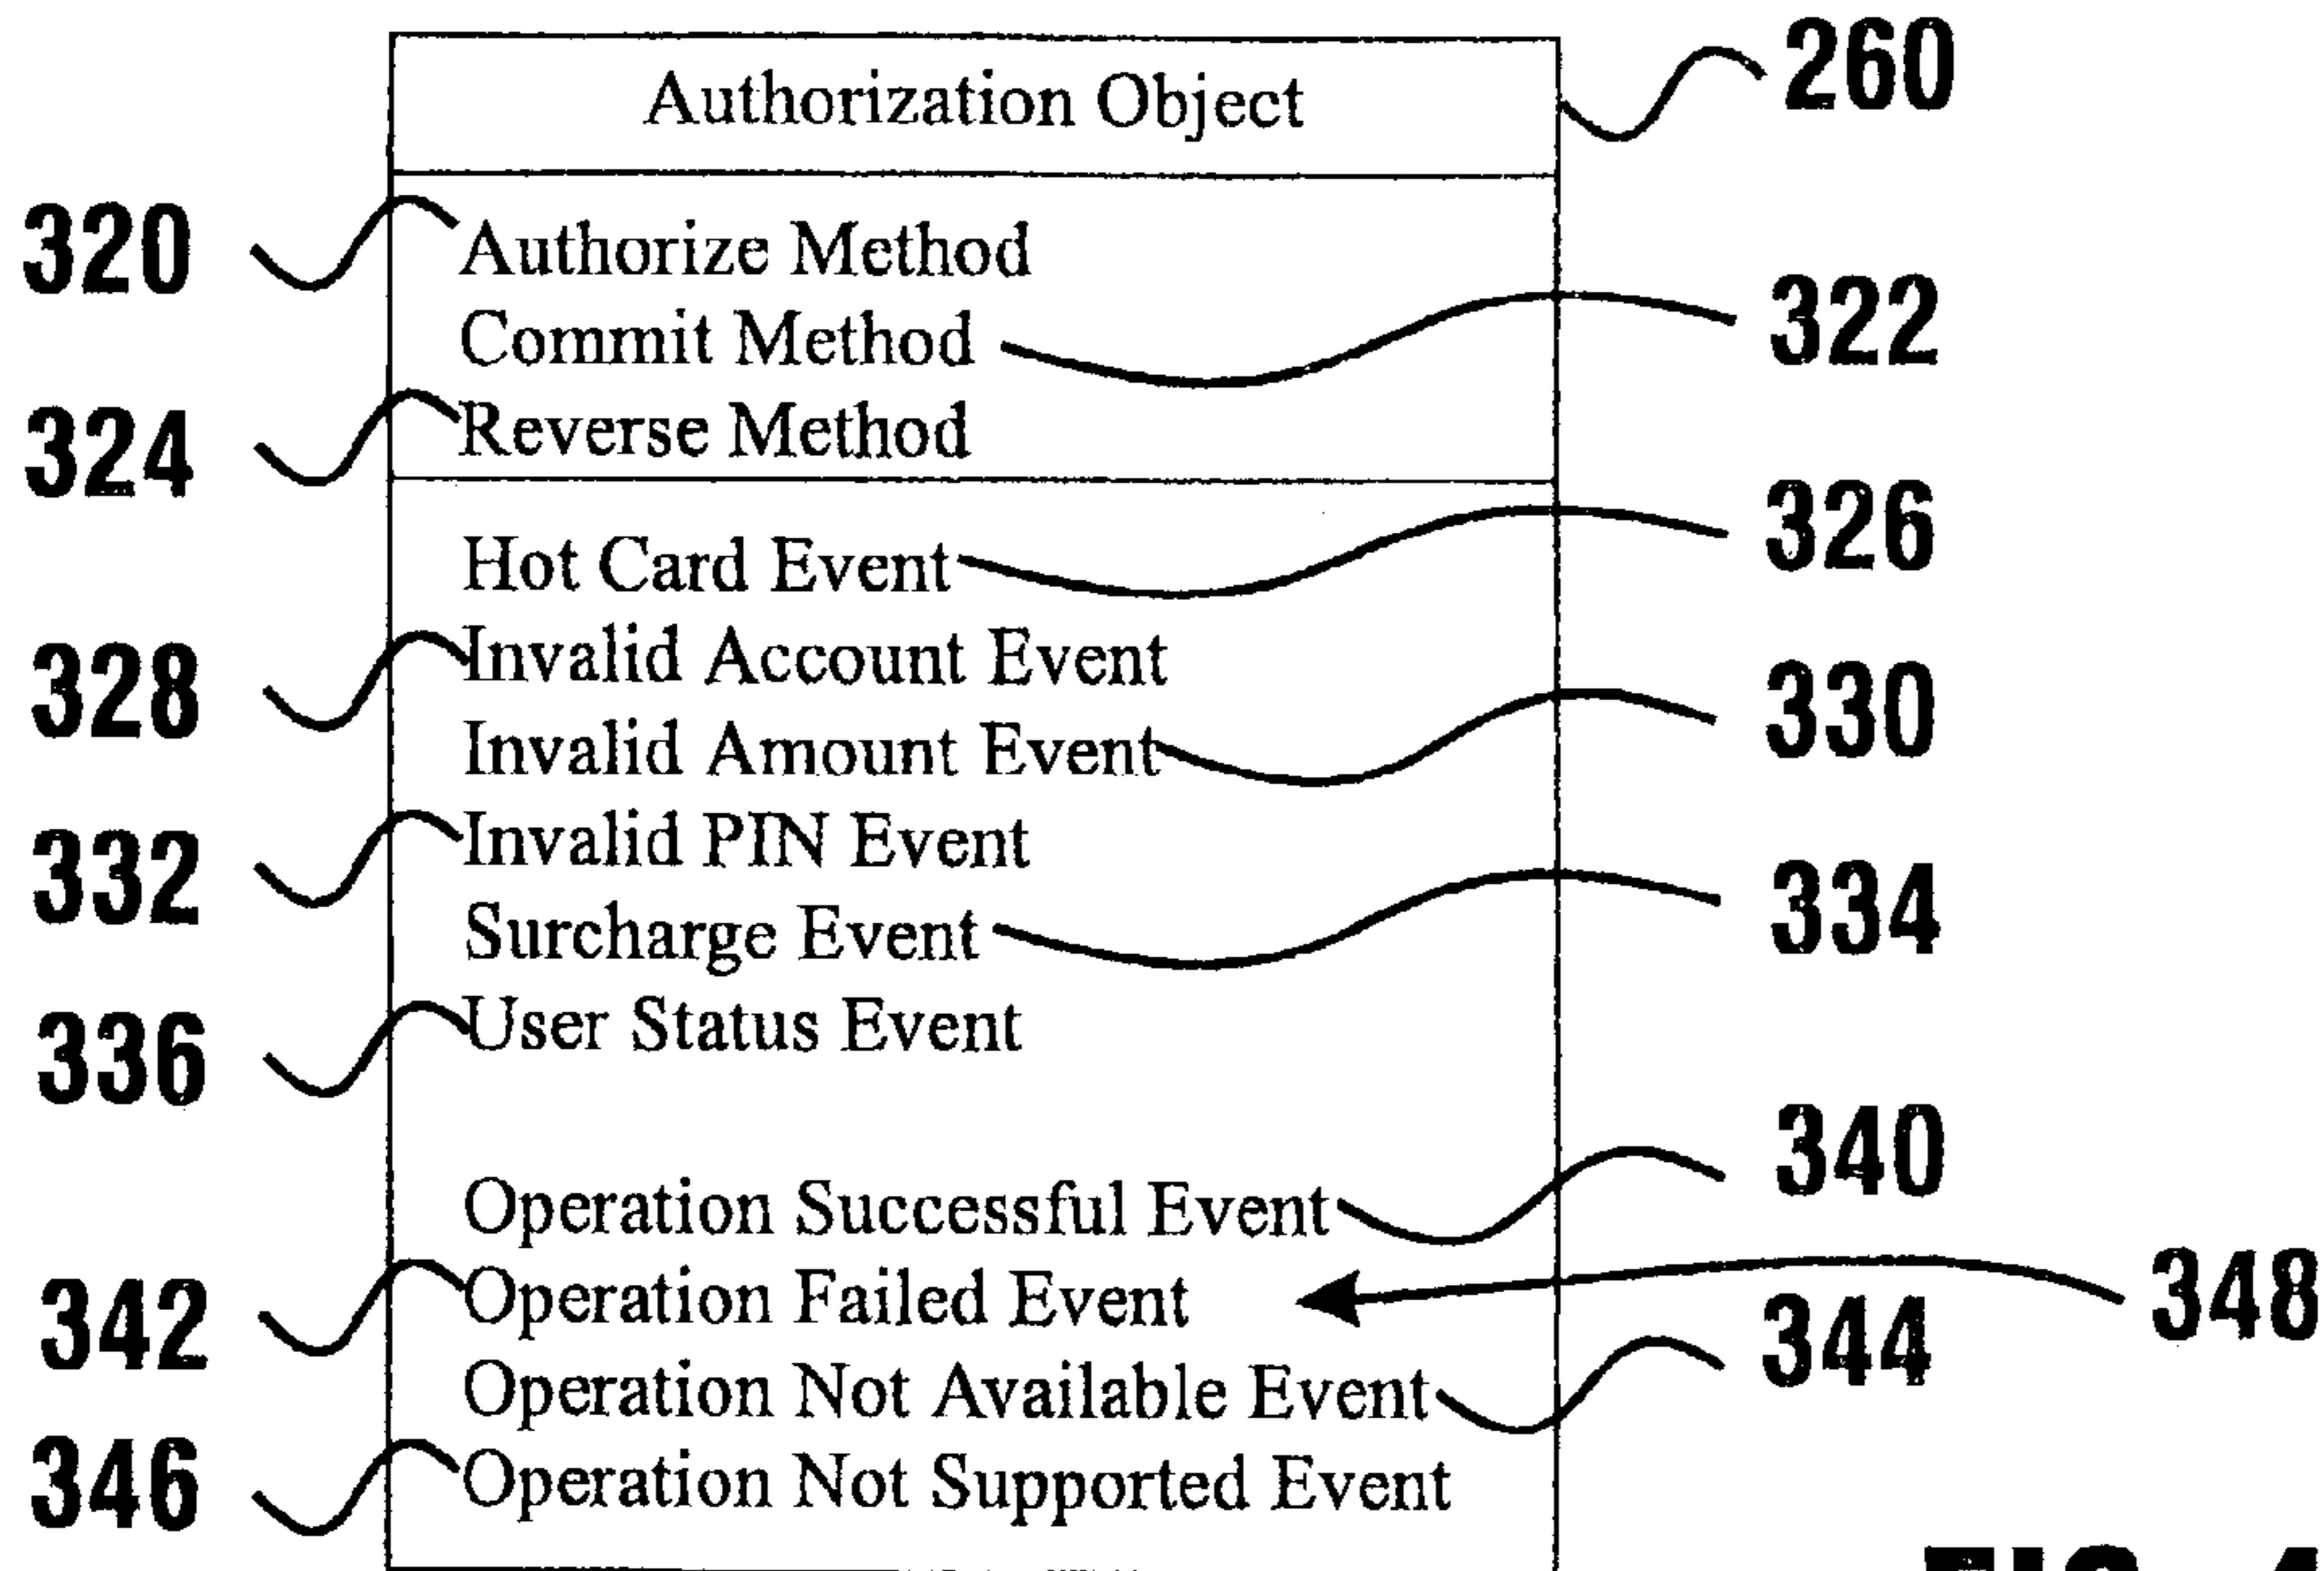 Authorization Object 260
320 Authorize Method
Commit Method 322
324 Reverse Method
Hot Card Event 326
328 Invalid Account Event
Invalid Amount Event 330
332 Invalid PIN Event
Surcharge Event 334
336 User Status Event
Operation Successful Event 340
342 Operation Failed Event 348
Operation Not Available Event 344
346 Operation Not Supported Event